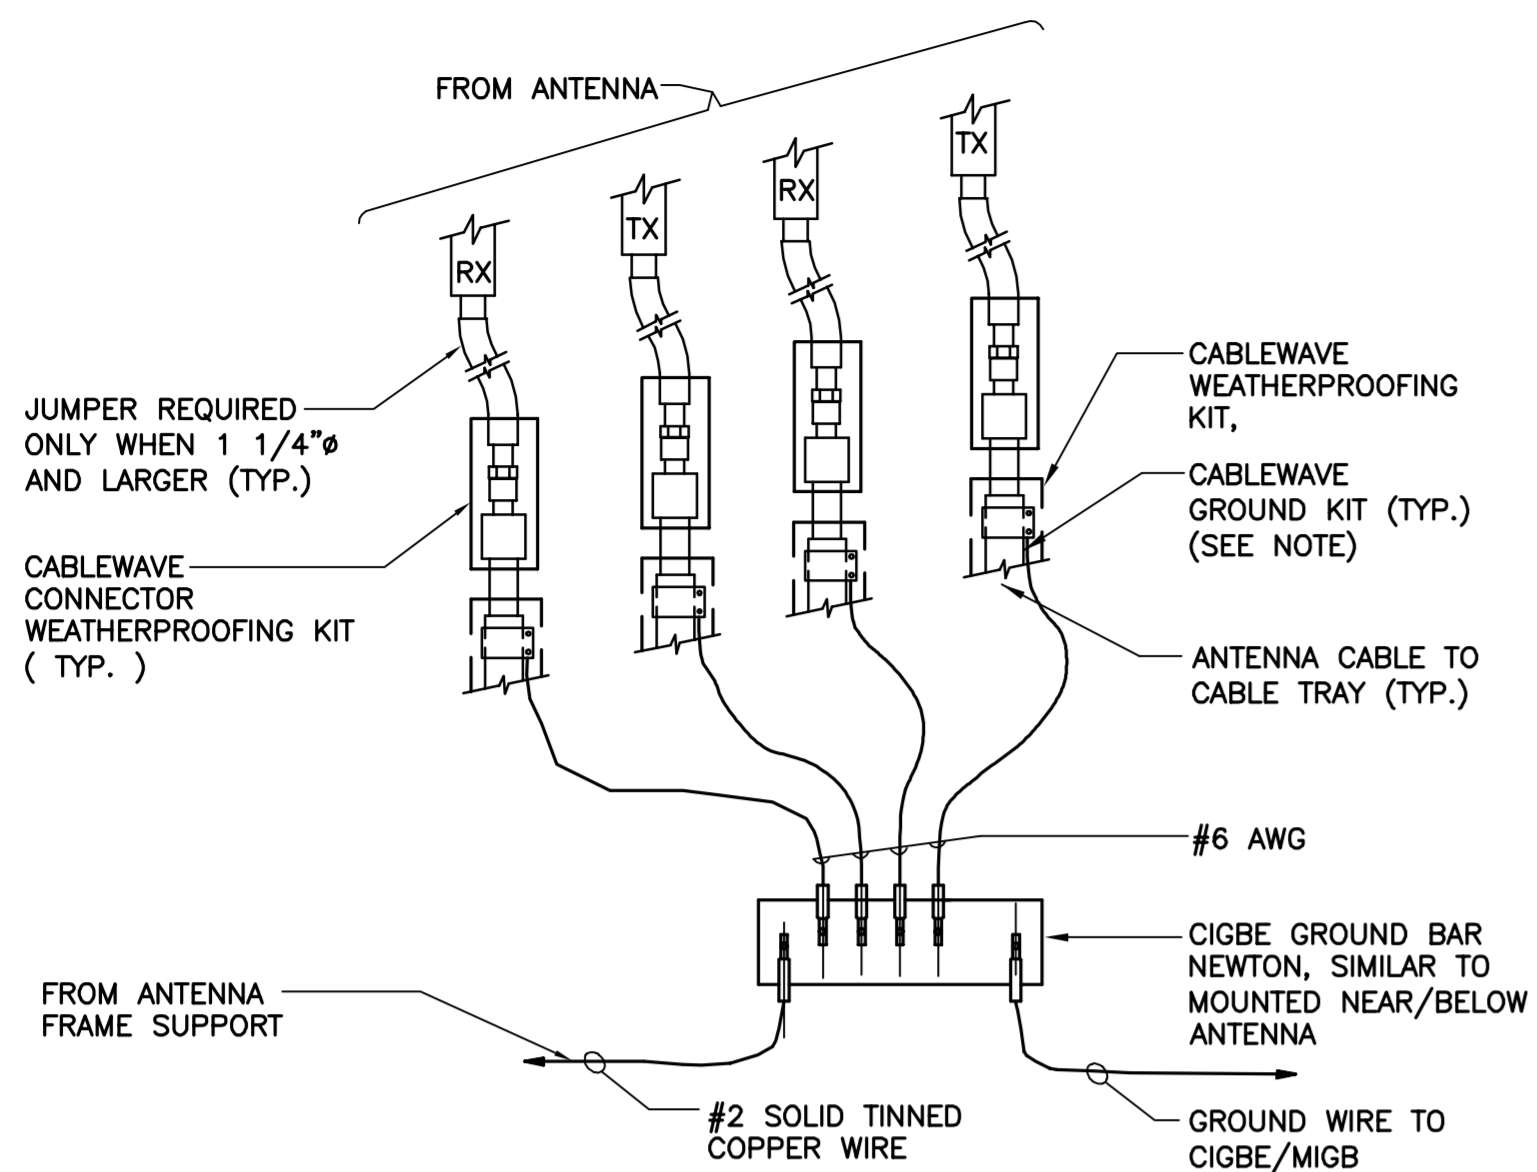 FROM ANTENNA
TX
RX
TX
RX
JUMPER REQUIRED
ONLY WHEN 1 1/4"ø
AND LARGER (TYP.)
CABLEWAVE
CONNECTOR
WEATHERPROOFING KIT
( TYP. )
CABLEWAVE
WEATHERPROOFING
KIT,
CABLEWAVE
GROUND KIT (TYP.)
(SEE NOTE)
ANTENNA CABLE TO
CABLE TRAY (TYP.)
#6 AWG
CIGBE GROUND BAR
NEWTON, SIMILAR TO
MOUNTED NEAR/BELOW
ANTENNA
FROM ANTENNA
FRAME SUPPORT
#2 SOLID TINNED
COPPER WIRE
GROUND WIRE TO
CIGBE/MIGB